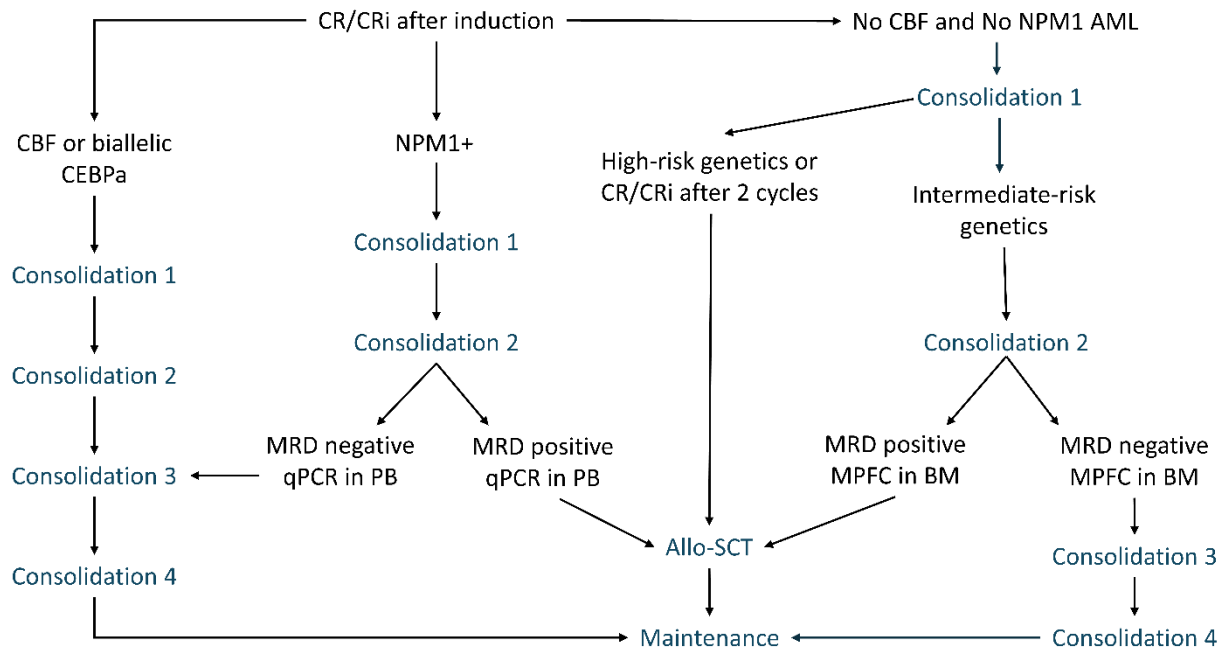 CR/CRi after induction
No CBF and No NPM1 AML
Consolidation 1
CBF or biallelic
CEBPa
NPM1+
High-risk genetics or
CR/CRi after 2 cycles
Intermediate-risk
genetics
Consolidation 1
Consolidation 1
Consolidation 2
Consolidation 2
Consolidation 2
MRD negative
qPCR in PB
MRD positive
qPCR in PB
MRD positive
MPFC in BM
MRD negative
MPFC in BM
Consolidation 3
Allo-SCT
Consolidation 3
Consolidation 4
Maintenance
Consolidation 4